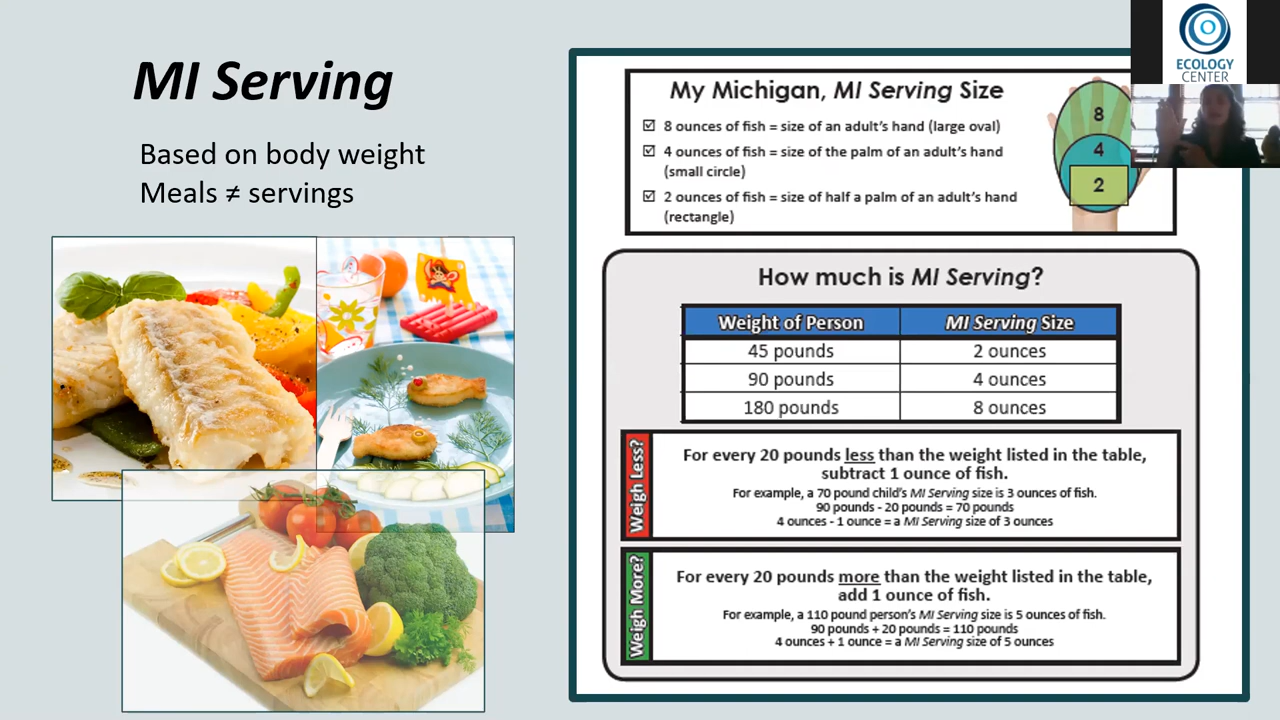 MI Serving
Based on body weight
Meals ≠ servings
ECOLOGY
CENTER
My Michigan, MI Serving Size
☑ 8 ounces of fish = size of an adult's hand (large oval)
☑ 4 ounces of fish = size of the palm of an adult's hand
(small circle)
☑ 2 ounces of fish = size of half a palm of an adult's hand
(rectangle)
8
4
2
How much is MI Serving?
Weight of Person MI Serving Size
45 pounds 2 ounces
90 pounds 4 ounces
180 pounds 8 ounces
Weigh Less?
For every 20 pounds less than the weight listed in the table,
subtract 1 ounce of fish.
For example, a 70 pound child's MI Serving size is 3 ounces of fish.
90 pounds - 20 pounds = 70 pounds
4 ounces - 1 ounce = a MI Serving size of 3 ounces
Weigh More?
For every 20 pounds more than the weight listed in the table,
add 1 ounce of fish.
For example, a 110 pound person's MI Serving size is 5 ounces of fish.
90 pounds + 20 pounds = 110 pounds
4 ounces + 1 ounce = a MI Serving size of 5 ounces